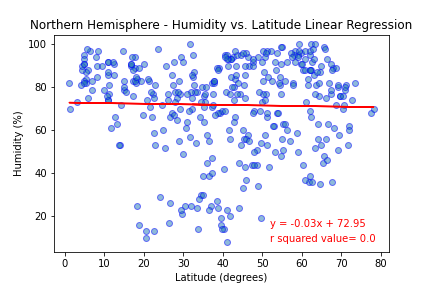 Northern Hemisphere - Humidity vs. Latitude Linear Regression
Humidity (%)
100
80
60
40
20
y = -0.03x + 72.95
r squared value= 0.0
0 10 20 30 40 50 60 70 80
Latitude (degrees)